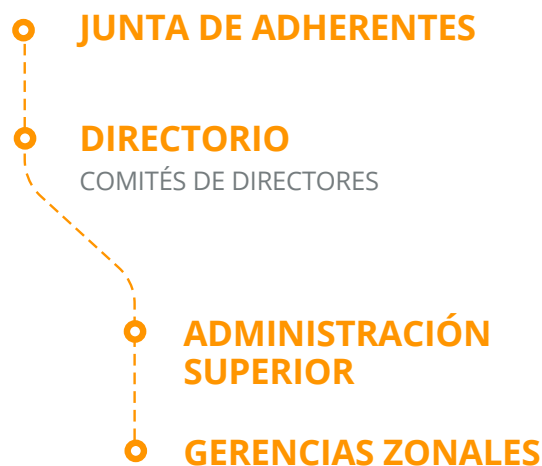 JUNTA DE ADHERENTES
DIRECTORIO
COMITÉS DE DIRECTORES
ADMINISTRACIÓN
SUPERIOR
GERENCIAS ZONALES